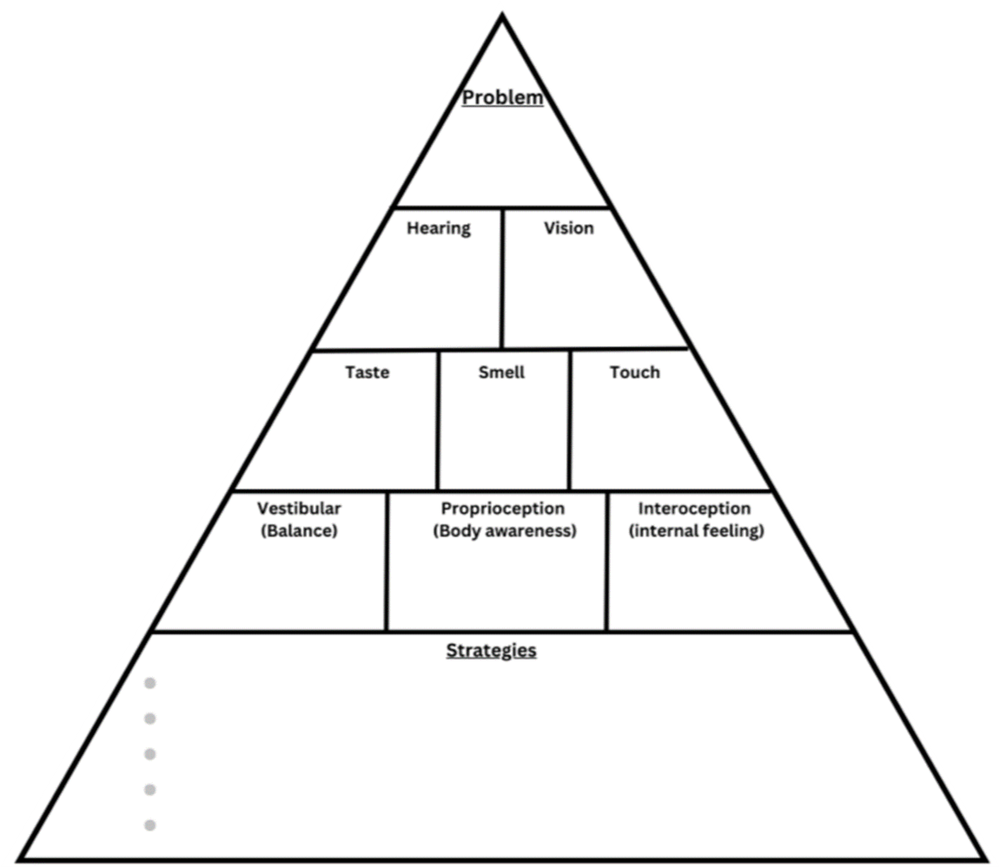 Problem
Hearing
Vision
Taste
Smell
Touch
Vestibular
(Balance)
Proprioception
(Body awareness)
Interoception
(internal feeling)
Strategies